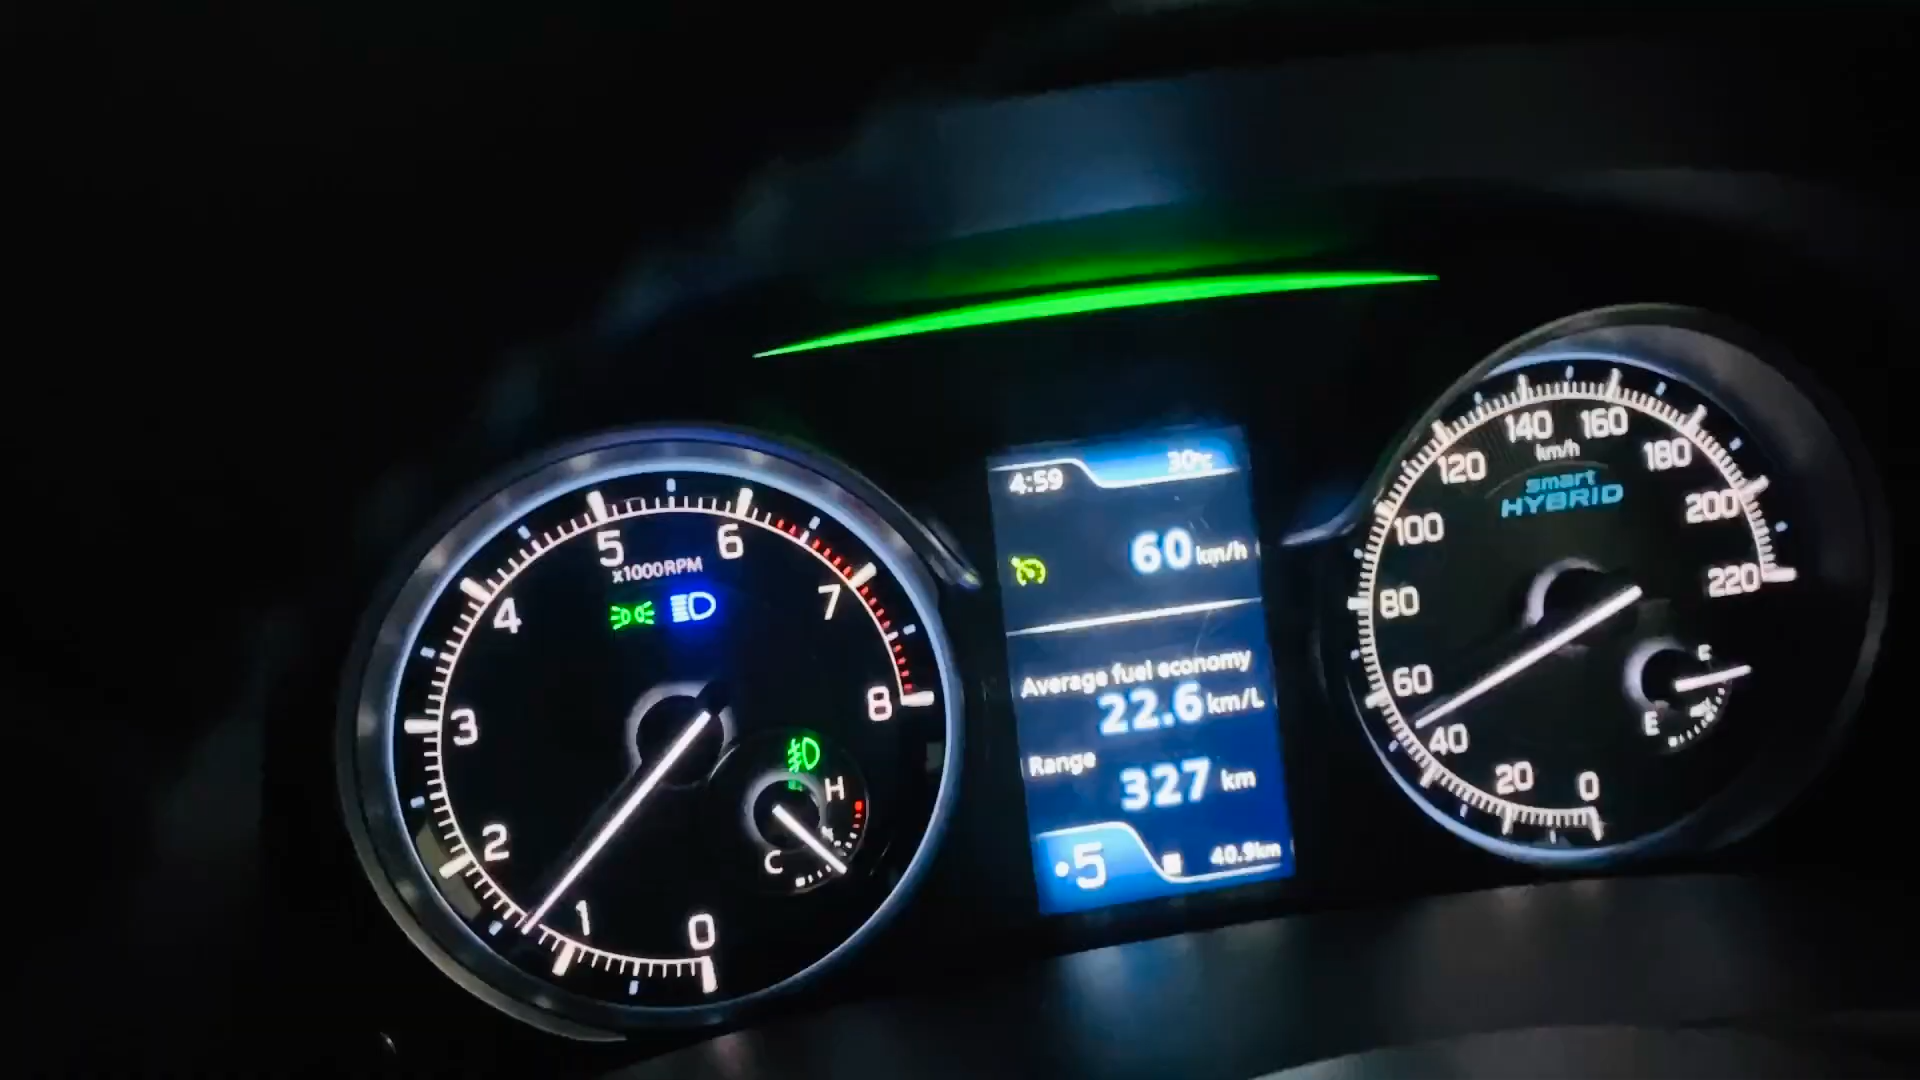 5
6
x1000RPM
4
7
3
8
2
1
0
H
C
4:59
30°C
60 km/h
Average fuel economy
22.6 km/L
Range
327 km
5
40.9km
140
160
km/h
120
180
smart
HYBRID
100
200
80
220
60
40
20
0
E